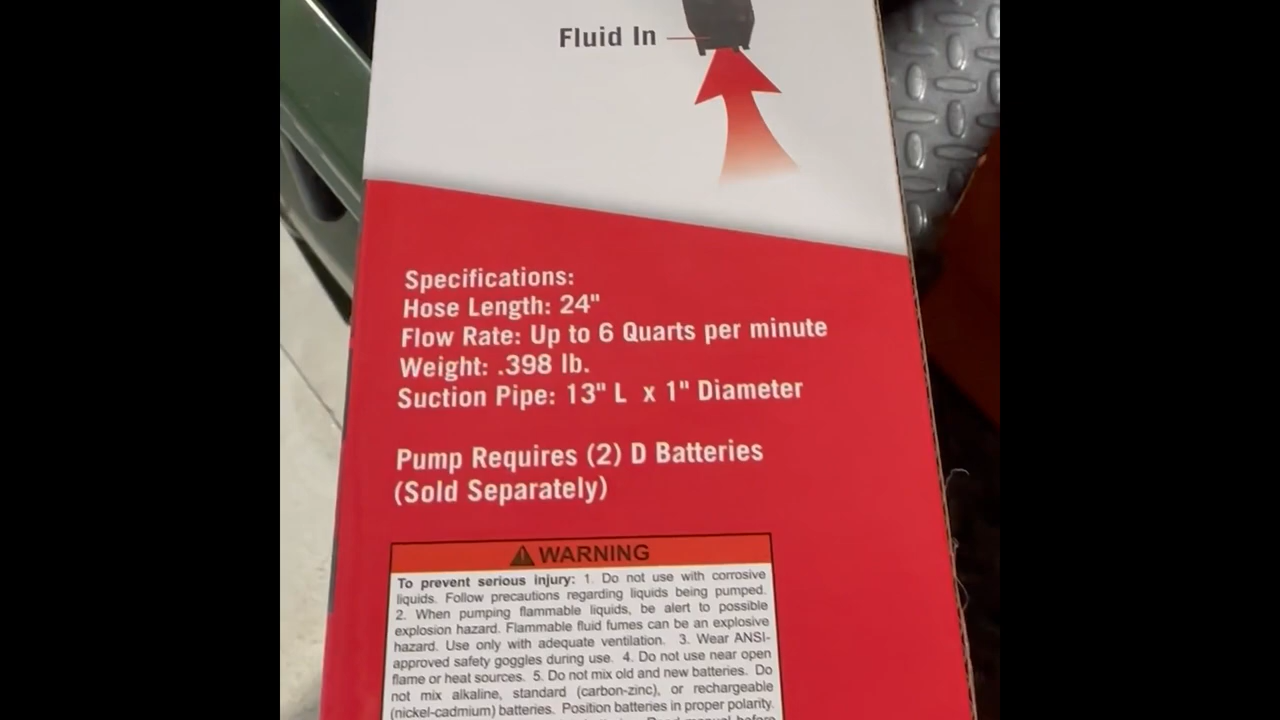 Fluid In
Specifications:
Hose Length: 24"
Flow Rate: Up to 6 Quarts per minute
Weight: .398 lb.
Suction Pipe: 13" L x 1" Diameter
Pump Requires (2) D Batteries
(Sold Separately)
WARNING
To prevent serious injury: 1. Do not use with corrosive
liquids. Follow precautions regarding liquids being pumped.
2. When pumping flammable liquids, be alert to possible
explosion hazard. Flammable fluid fumes can be an explosive
hazard. Use only with adequate ventilation. 3. Wear ANSI-
approved safety goggles during use. 4. Do not use near open
flame or heat sources. 5. Do not mix old and new batteries. Do
not mix alkaline, standard (carbon-zinc), or rechargeable
(nickel-cadmium) batteries. Position batteries in proper polarity.
Read manual before